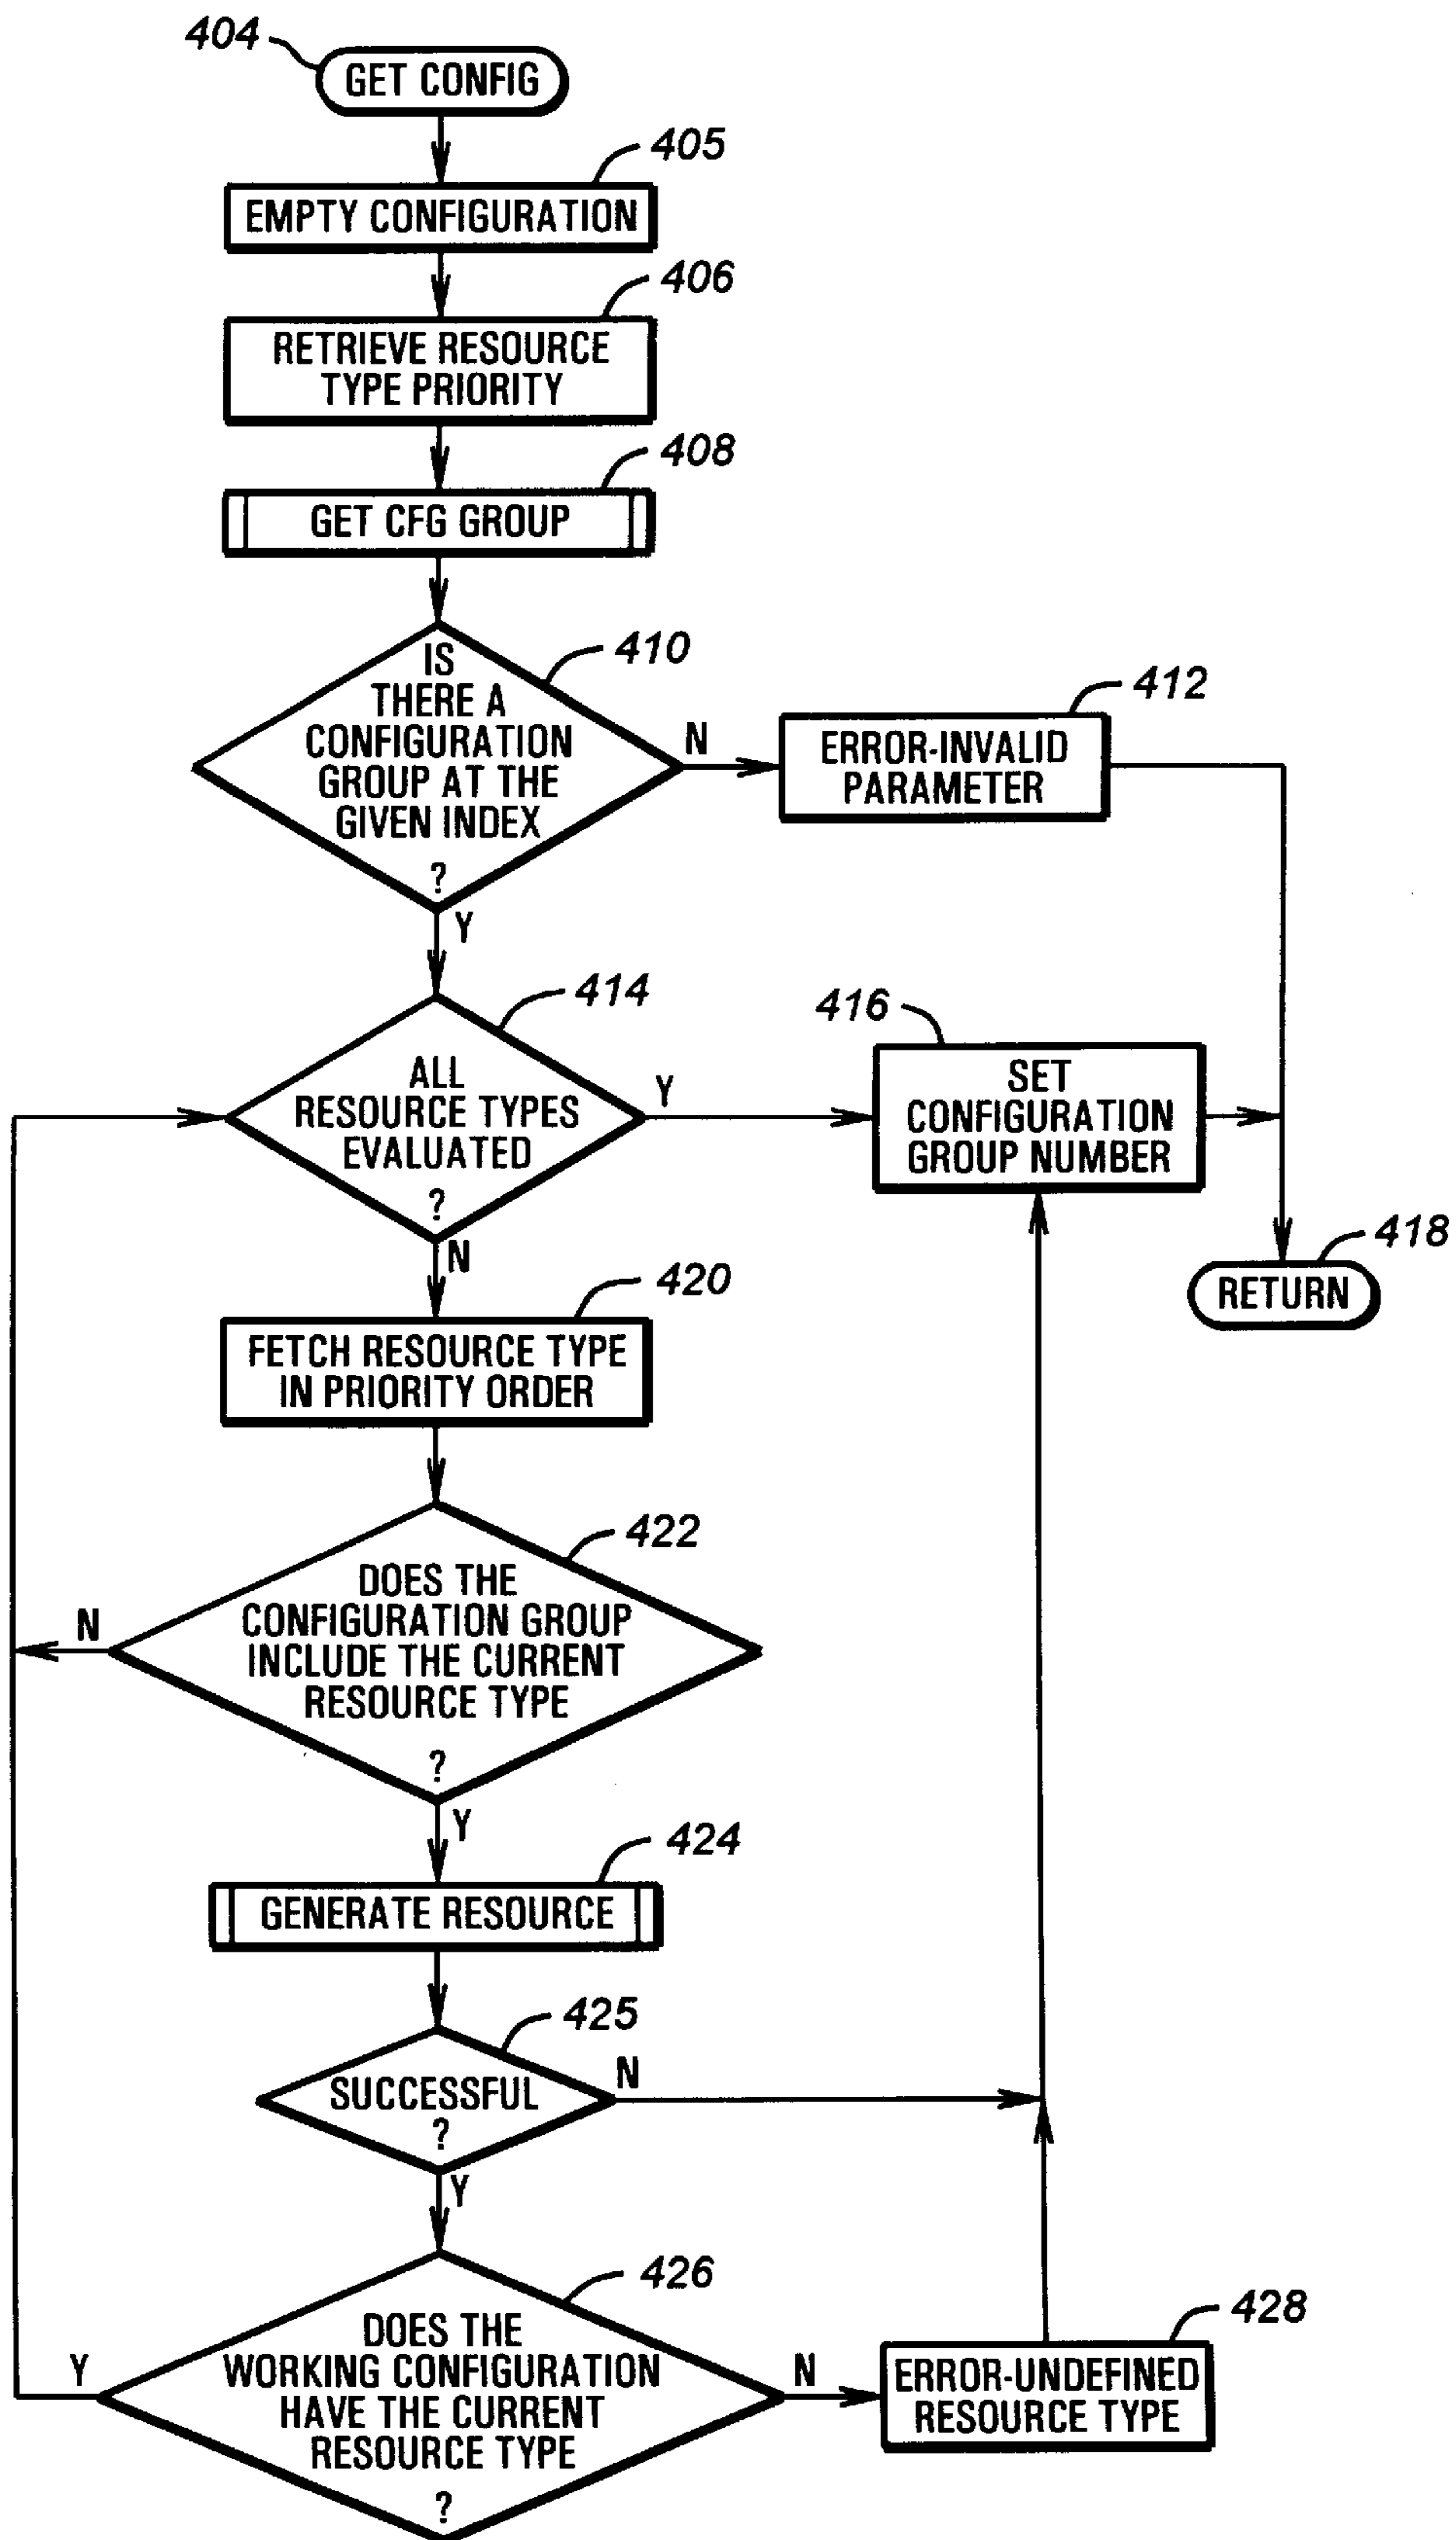 404
GET CONFIG
405
EMPTY CONFIGURATION
406
RETRIEVE RESOURCE
TYPE PRIORITY
408
GET CFG GROUP
410
IS
THERE A
CONFIGURATION
GROUP AT THE
GIVEN INDEX
?
N
Y
412
ERROR-INVALID
PARAMETER
414
ALL
RESOURCE TYPES
EVALUATED
?
Y
N
416
SET
CONFIGURATION
GROUP NUMBER
418
RETURN
420
FETCH RESOURCE TYPE
IN PRIORITY ORDER
422
DOES THE
CONFIGURATION GROUP
INCLUDE THE CURRENT
RESOURCE TYPE
?
N
Y
424
GENERATE RESOURCE
425
SUCCESSFUL
?
N
Y
426
DOES THE
WORKING CONFIGURATION
HAVE THE CURRENT
RESOURCE TYPE
?
Y
N
428
ERROR-UNDEFINED
RESOURCE TYPE